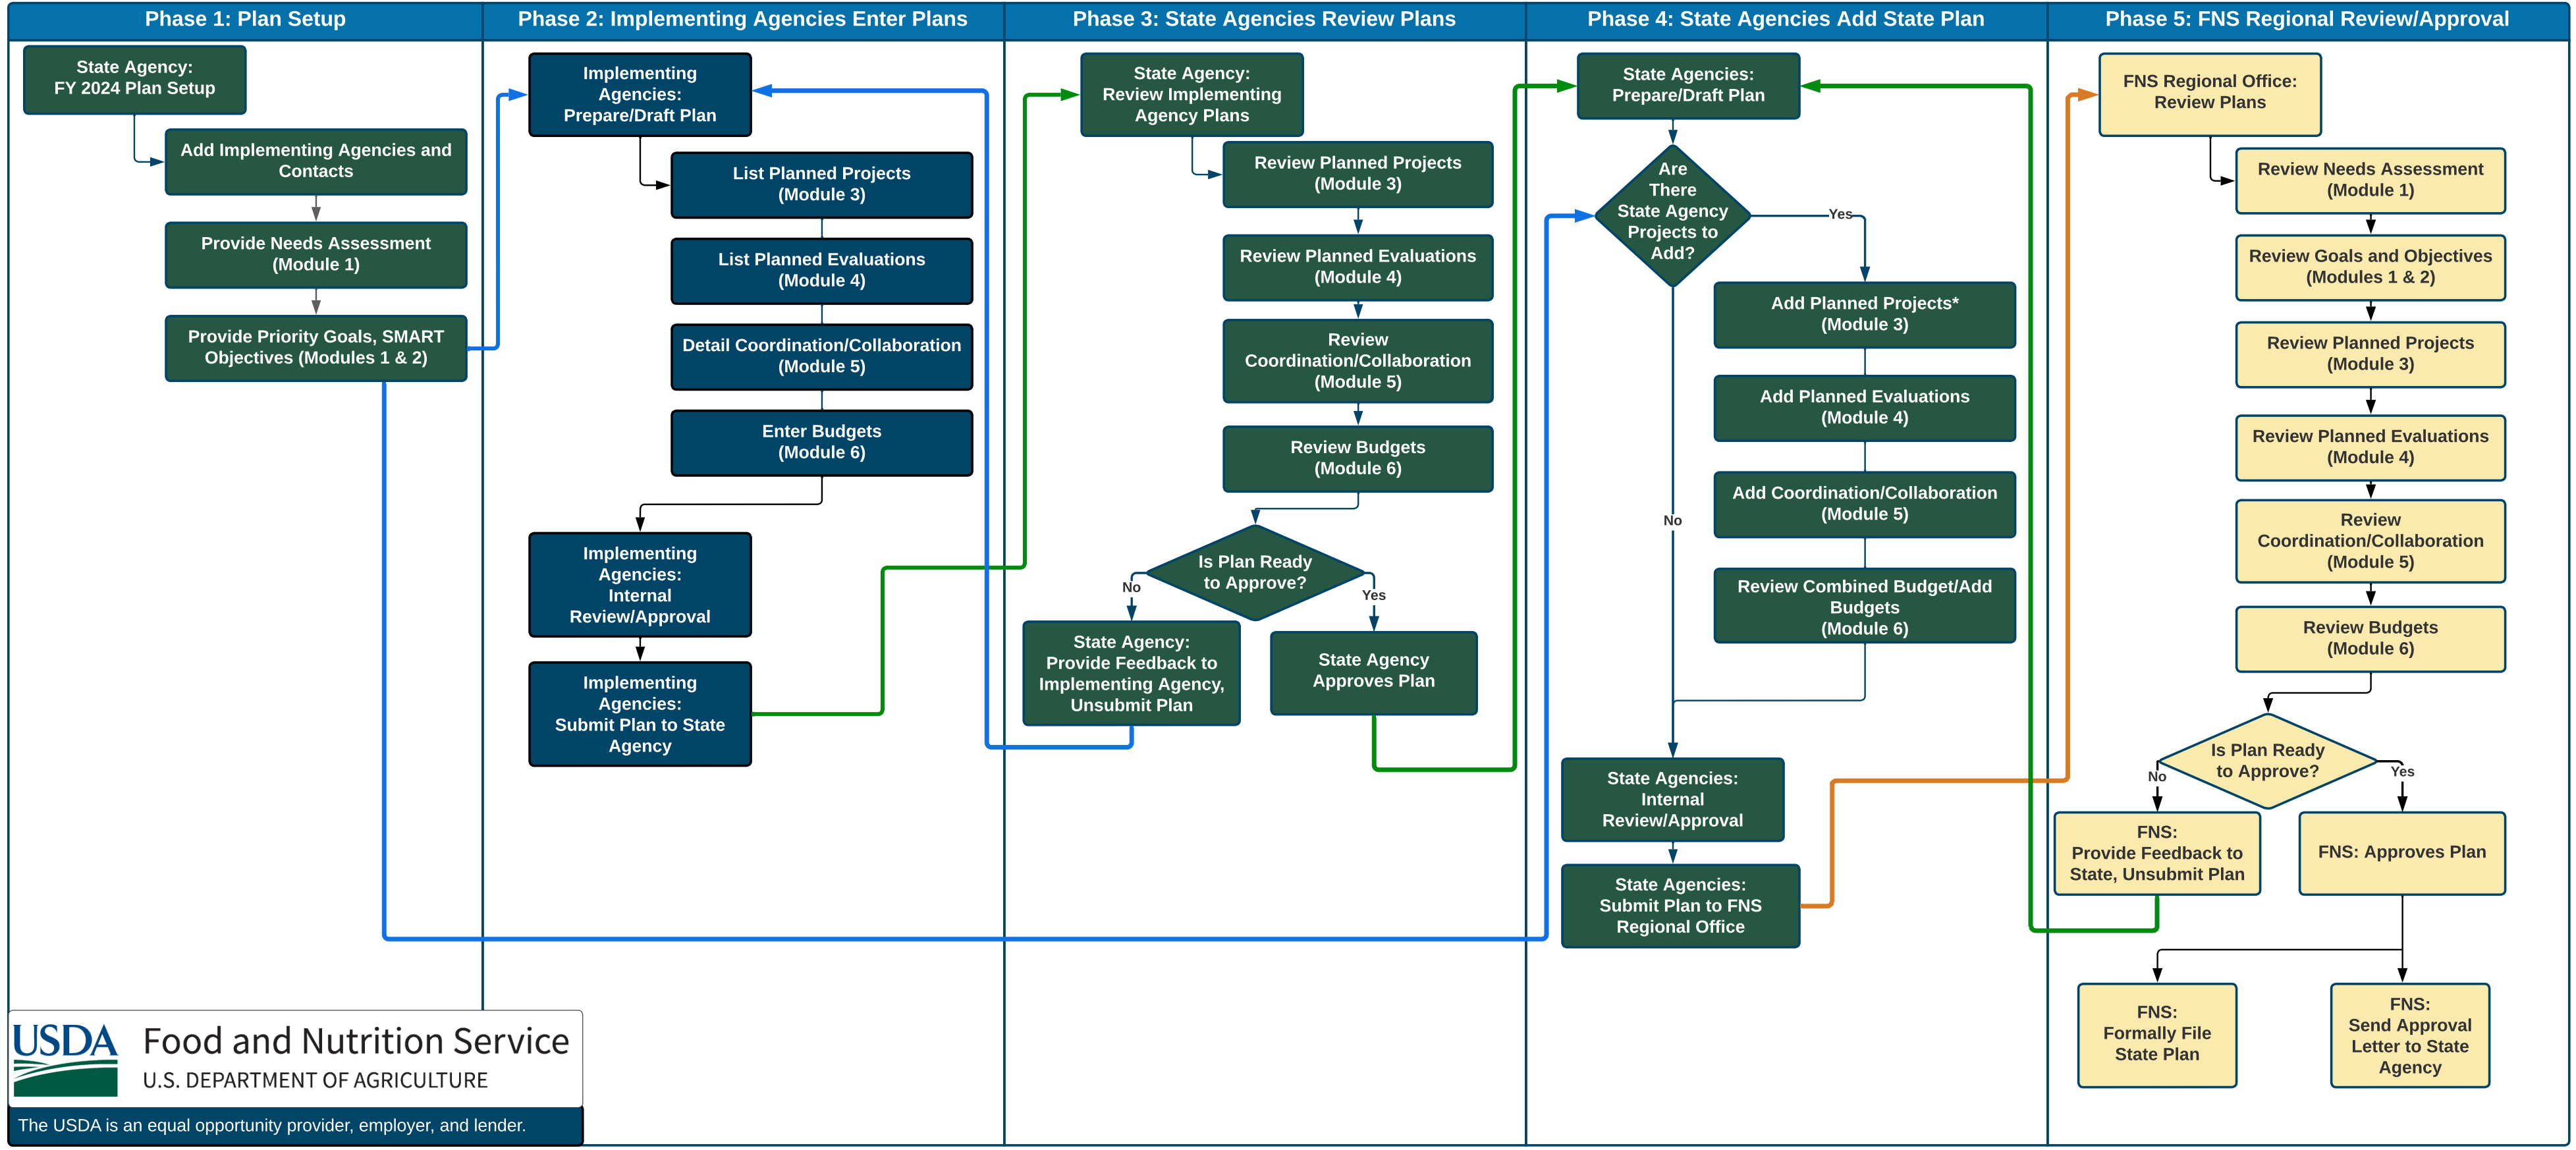 Phase 1: Plan Setup
Phase 2: Implementing Agencies Enter Plans
Phase 3: State Agencies Review Plans
Phase 4: State Agencies Add State Plan
Phase 5: FNS Regional Review/Approval
State Agency:
FY 2024 Plan Setup
Add Implementing Agencies and
Contacts
Provide Needs Assessment
(Module 1)
Provide Priority Goals, SMART
Objectives (Modules 1 & 2)
Implementing
Agencies:
Prepare/Draft Plan
List Planned Projects
(Module 3)
List Planned Evaluations
(Module 4)
Detail Coordination/Collaboration
(Module 5)
Enter Budgets
(Module 6)
Implementing
Agencies:
Internal
Review/Approval
Implementing
Agencies:
Submit Plan to State
Agency
State Agency:
Review Implementing
Agency Plans
Review Planned Projects
(Module 3)
Review Planned Evaluations
(Module 4)
Review
Coordination/Collaboration
(Module 5)
Review Budgets
(Module 6)
Is Plan Ready
to Approve?
No
Yes
State Agency:
Provide Feedback to
Implementing Agency,
Unsubmit Plan
State Agency
Approves Plan
State Agencies:
Prepare/Draft Plan
Are
There
State Agency
Projects to
Add?
Yes
No
Add Planned Projects*
(Module 3)
Add Planned Evaluations
(Module 4)
Add Coordination/Collaboration
(Module 5)
Review Combined Budget/Add
Budgets
(Module 6)
State Agencies:
Internal
Review/Approval
State Agencies:
Submit Plan to FNS
Regional Office
FNS Regional Office:
Review Plans
Review Needs Assessment
(Module 1)
Review Goals and Objectives
(Modules 1 & 2)
Review Planned Projects
(Module 3)
Review Planned Evaluations
(Module 4)
Review
Coordination/Collaboration
(Module 5)
Review Budgets
(Module 6)
Is Plan Ready
to Approve?
No
Yes
FNS:
Provide Feedback to
State, Unsubmit Plan
FNS: Approves Plan
FNS:
Formally File
State Plan
FNS:
Send Approval
Letter to State
Agency
USDA
Food and Nutrition Service
U.S. DEPARTMENT OF AGRICULTURE
The USDA is an equal opportunity provider, employer, and lender.